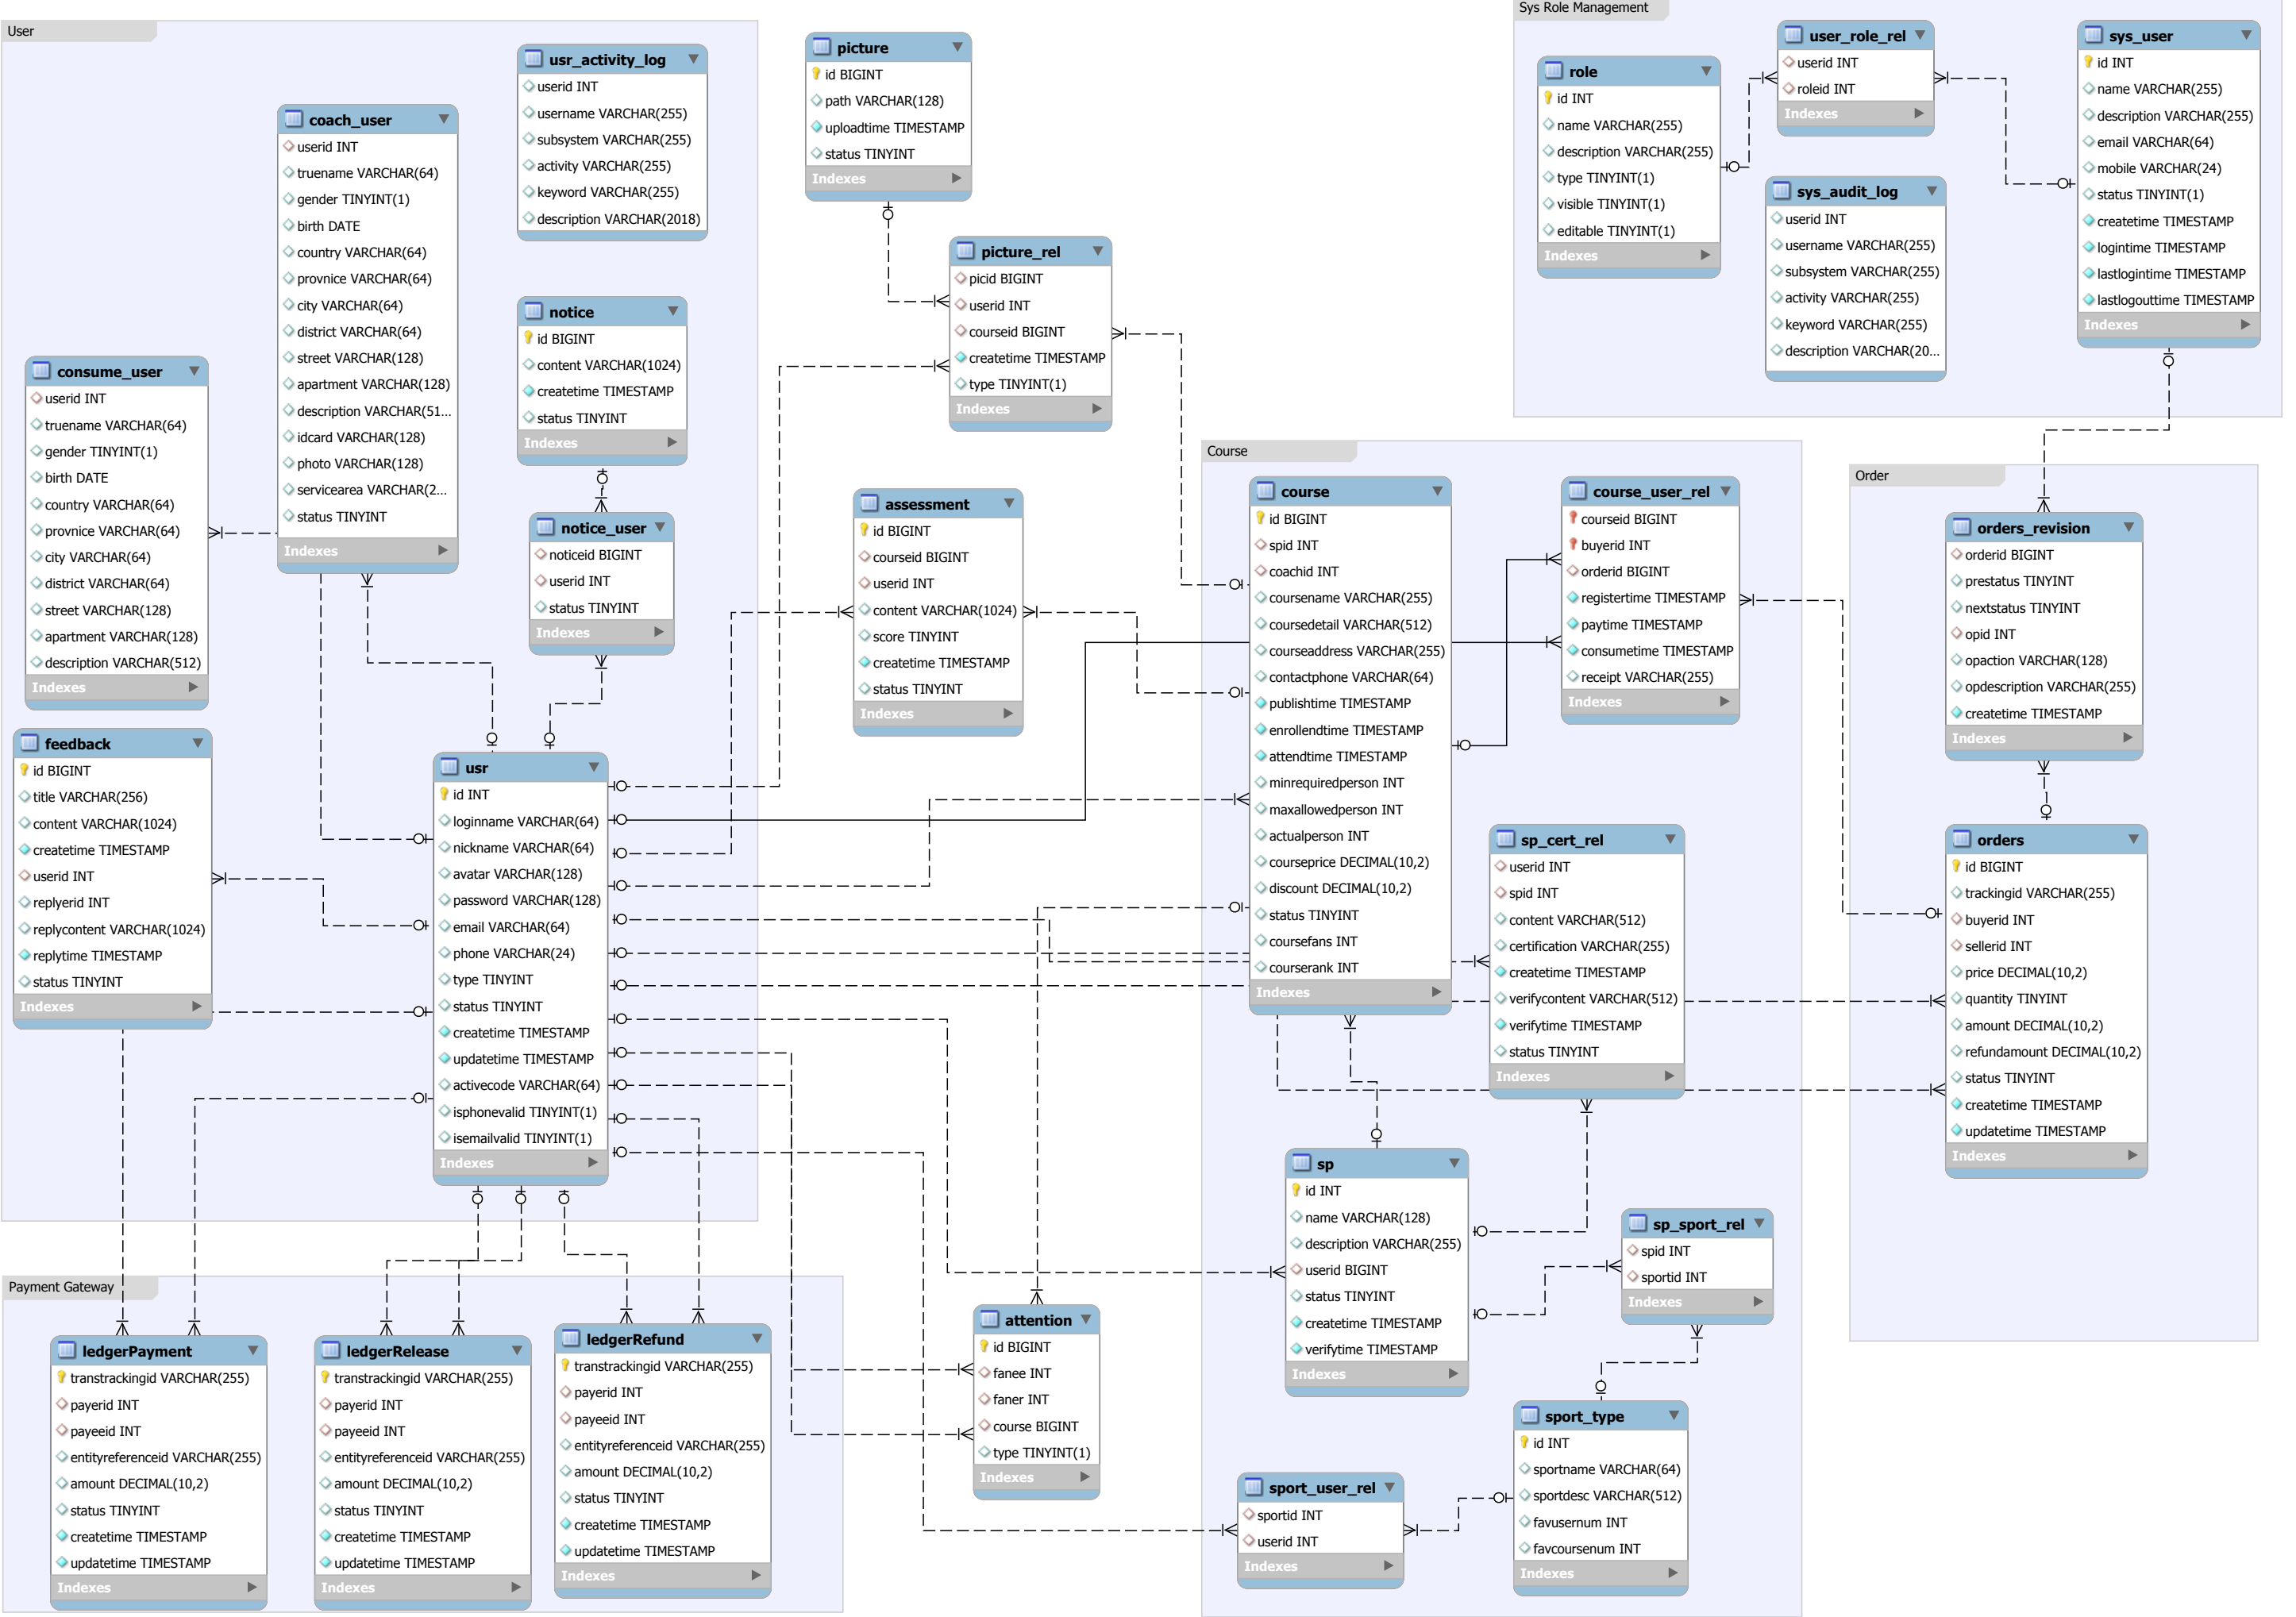 User
usr_activity_log
userid INT
username VARCHAR(255)
subsystem VARCHAR(255)
activity VARCHAR(255)
keyword VARCHAR(255)
description VARCHAR(2018)
coach_user
userid INT
truename VARCHAR(64)
gender TINYINT(1)
birth DATE
country VARCHAR(64)
provnice VARCHAR(64)
city VARCHAR(64)
district VARCHAR(64)
street VARCHAR(128)
apartment VARCHAR(128)
description VARCHAR(51...
idcard VARCHAR(128)
photo VARCHAR(128)
servicearea VARCHAR(2...
status TINYINT
Indexes
notice
id BIGINT
content VARCHAR(1024)
createtime TIMESTAMP
status TINYINT
Indexes
consume_user
userid INT
truename VARCHAR(64)
gender TINYINT(1)
birth DATE
country VARCHAR(64)
provnice VARCHAR(64)
city VARCHAR(64)
district VARCHAR(64)
street VARCHAR(128)
apartment VARCHAR(128)
description VARCHAR(512)
Indexes
notice_user
noticeid BIGINT
userid INT
status TINYINT
Indexes
feedback
id BIGINT
title VARCHAR(256)
content VARCHAR(1024)
createtime TIMESTAMP
userid INT
replyerid INT
replycontent VARCHAR(1024)
replytime TIMESTAMP
status TINYINT
Indexes
usr
id INT
loginname VARCHAR(64)
nickname VARCHAR(64)
avatar VARCHAR(128)
password VARCHAR(128)
email VARCHAR(64)
phone VARCHAR(24)
type TINYINT
status TINYINT
createtime TIMESTAMP
updatetime TIMESTAMP
activecode VARCHAR(64)
isphonevalid TINYINT(1)
isemailvalid TINYINT(1)
Indexes
Payment Gateway
ledgerPayment
transtrackingid VARCHAR(255)
payerid INT
payeeid INT
entityreferenceid VARCHAR(255)
amount DECIMAL(10,2)
status TINYINT
createtime TIMESTAMP
updatetime TIMESTAMP
Indexes
ledgerRelease
transtrackingid VARCHAR(255)
payerid INT
payeeid INT
entityreferenceid VARCHAR(255)
amount DECIMAL(10,2)
status TINYINT
createtime TIMESTAMP
updatetime TIMESTAMP
Indexes
ledgerRefund
transtrackingid VARCHAR(255)
payerid INT
payeeid INT
entityreferenceid VARCHAR(255)
amount DECIMAL(10,2)
status TINYINT
createtime TIMESTAMP
updatetime TIMESTAMP
Indexes
picture
id BIGINT
path VARCHAR(128)
uploadtime TIMESTAMP
status TINYINT
Indexes
picture_rel
picid BIGINT
userid INT
courseid BIGINT
createtime TIMESTAMP
type TINYINT(1)
Indexes
assessment
id BIGINT
courseid BIGINT
userid INT
content VARCHAR(1024)
score TINYINT
createtime TIMESTAMP
status TINYINT
Indexes
attention
id BIGINT
fanee INT
faner INT
course BIGINT
type TINYINT(1)
Indexes
Course
course
id BIGINT
spid INT
coachid INT
coursename VARCHAR(255)
coursedetail VARCHAR(512)
courseaddress VARCHAR(255)
contactphone VARCHAR(64)
publishtime TIMESTAMP
enrollendtime TIMESTAMP
attendtime TIMESTAMP
minrequiredperson INT
maxallowedperson INT
actualperson INT
courseprice DECIMAL(10,2)
discount DECIMAL(10,2)
status TINYINT
coursefans INT
courserank INT
Indexes
course_user_rel
courseid BIGINT
buyerid INT
orderid BIGINT
registertime TIMESTAMP
paytime TIMESTAMP
consumetime TIMESTAMP
receipt VARCHAR(255)
Indexes
sp_cert_rel
userid INT
spid INT
content VARCHAR(512)
certification VARCHAR(255)
createtime TIMESTAMP
verifycontent VARCHAR(512)
verifytime TIMESTAMP
status TINYINT
Indexes
sp
id INT
name VARCHAR(128)
description VARCHAR(255)
userid BIGINT
status TINYINT
createtime TIMESTAMP
verifytime TIMESTAMP
Indexes
sp_sport_rel
spid INT
sportid INT
Indexes
sport_type
id INT
sportname VARCHAR(64)
sportdesc VARCHAR(512)
favusernum INT
favcoursenum INT
Indexes
sport_user_rel
sportid INT
userid INT
Indexes
Sys Role Management
role
id INT
name VARCHAR(255)
description VARCHAR(255)
type TINYINT(1)
visible TINYINT(1)
editable TINYINT(1)
Indexes
user_role_rel
userid INT
roleid INT
Indexes
sys_audit_log
userid INT
username VARCHAR(255)
subsystem VARCHAR(255)
activity VARCHAR(255)
keyword VARCHAR(255)
description VARCHAR(20...
sys_user
id INT
name VARCHAR(255)
description VARCHAR(255)
email VARCHAR(64)
mobile VARCHAR(24)
status TINYINT(1)
createtime TIMESTAMP
logintime TIMESTAMP
lastlogintime TIMESTAMP
lastlogouttime TIMESTAMP
Indexes
Order
orders_revision
orderid BIGINT
prestatus TINYINT
nextstatus TINYINT
opid INT
opaction VARCHAR(128)
opdescription VARCHAR(255)
createtime TIMESTAMP
Indexes
orders
id BIGINT
trackingid VARCHAR(255)
buyerid INT
sellerid INT
price DECIMAL(10,2)
quantity TINYINT
amount DECIMAL(10,2)
refundamount DECIMAL(10,2)
status TINYINT
createtime TIMESTAMP
updatetime TIMESTAMP
Indexes